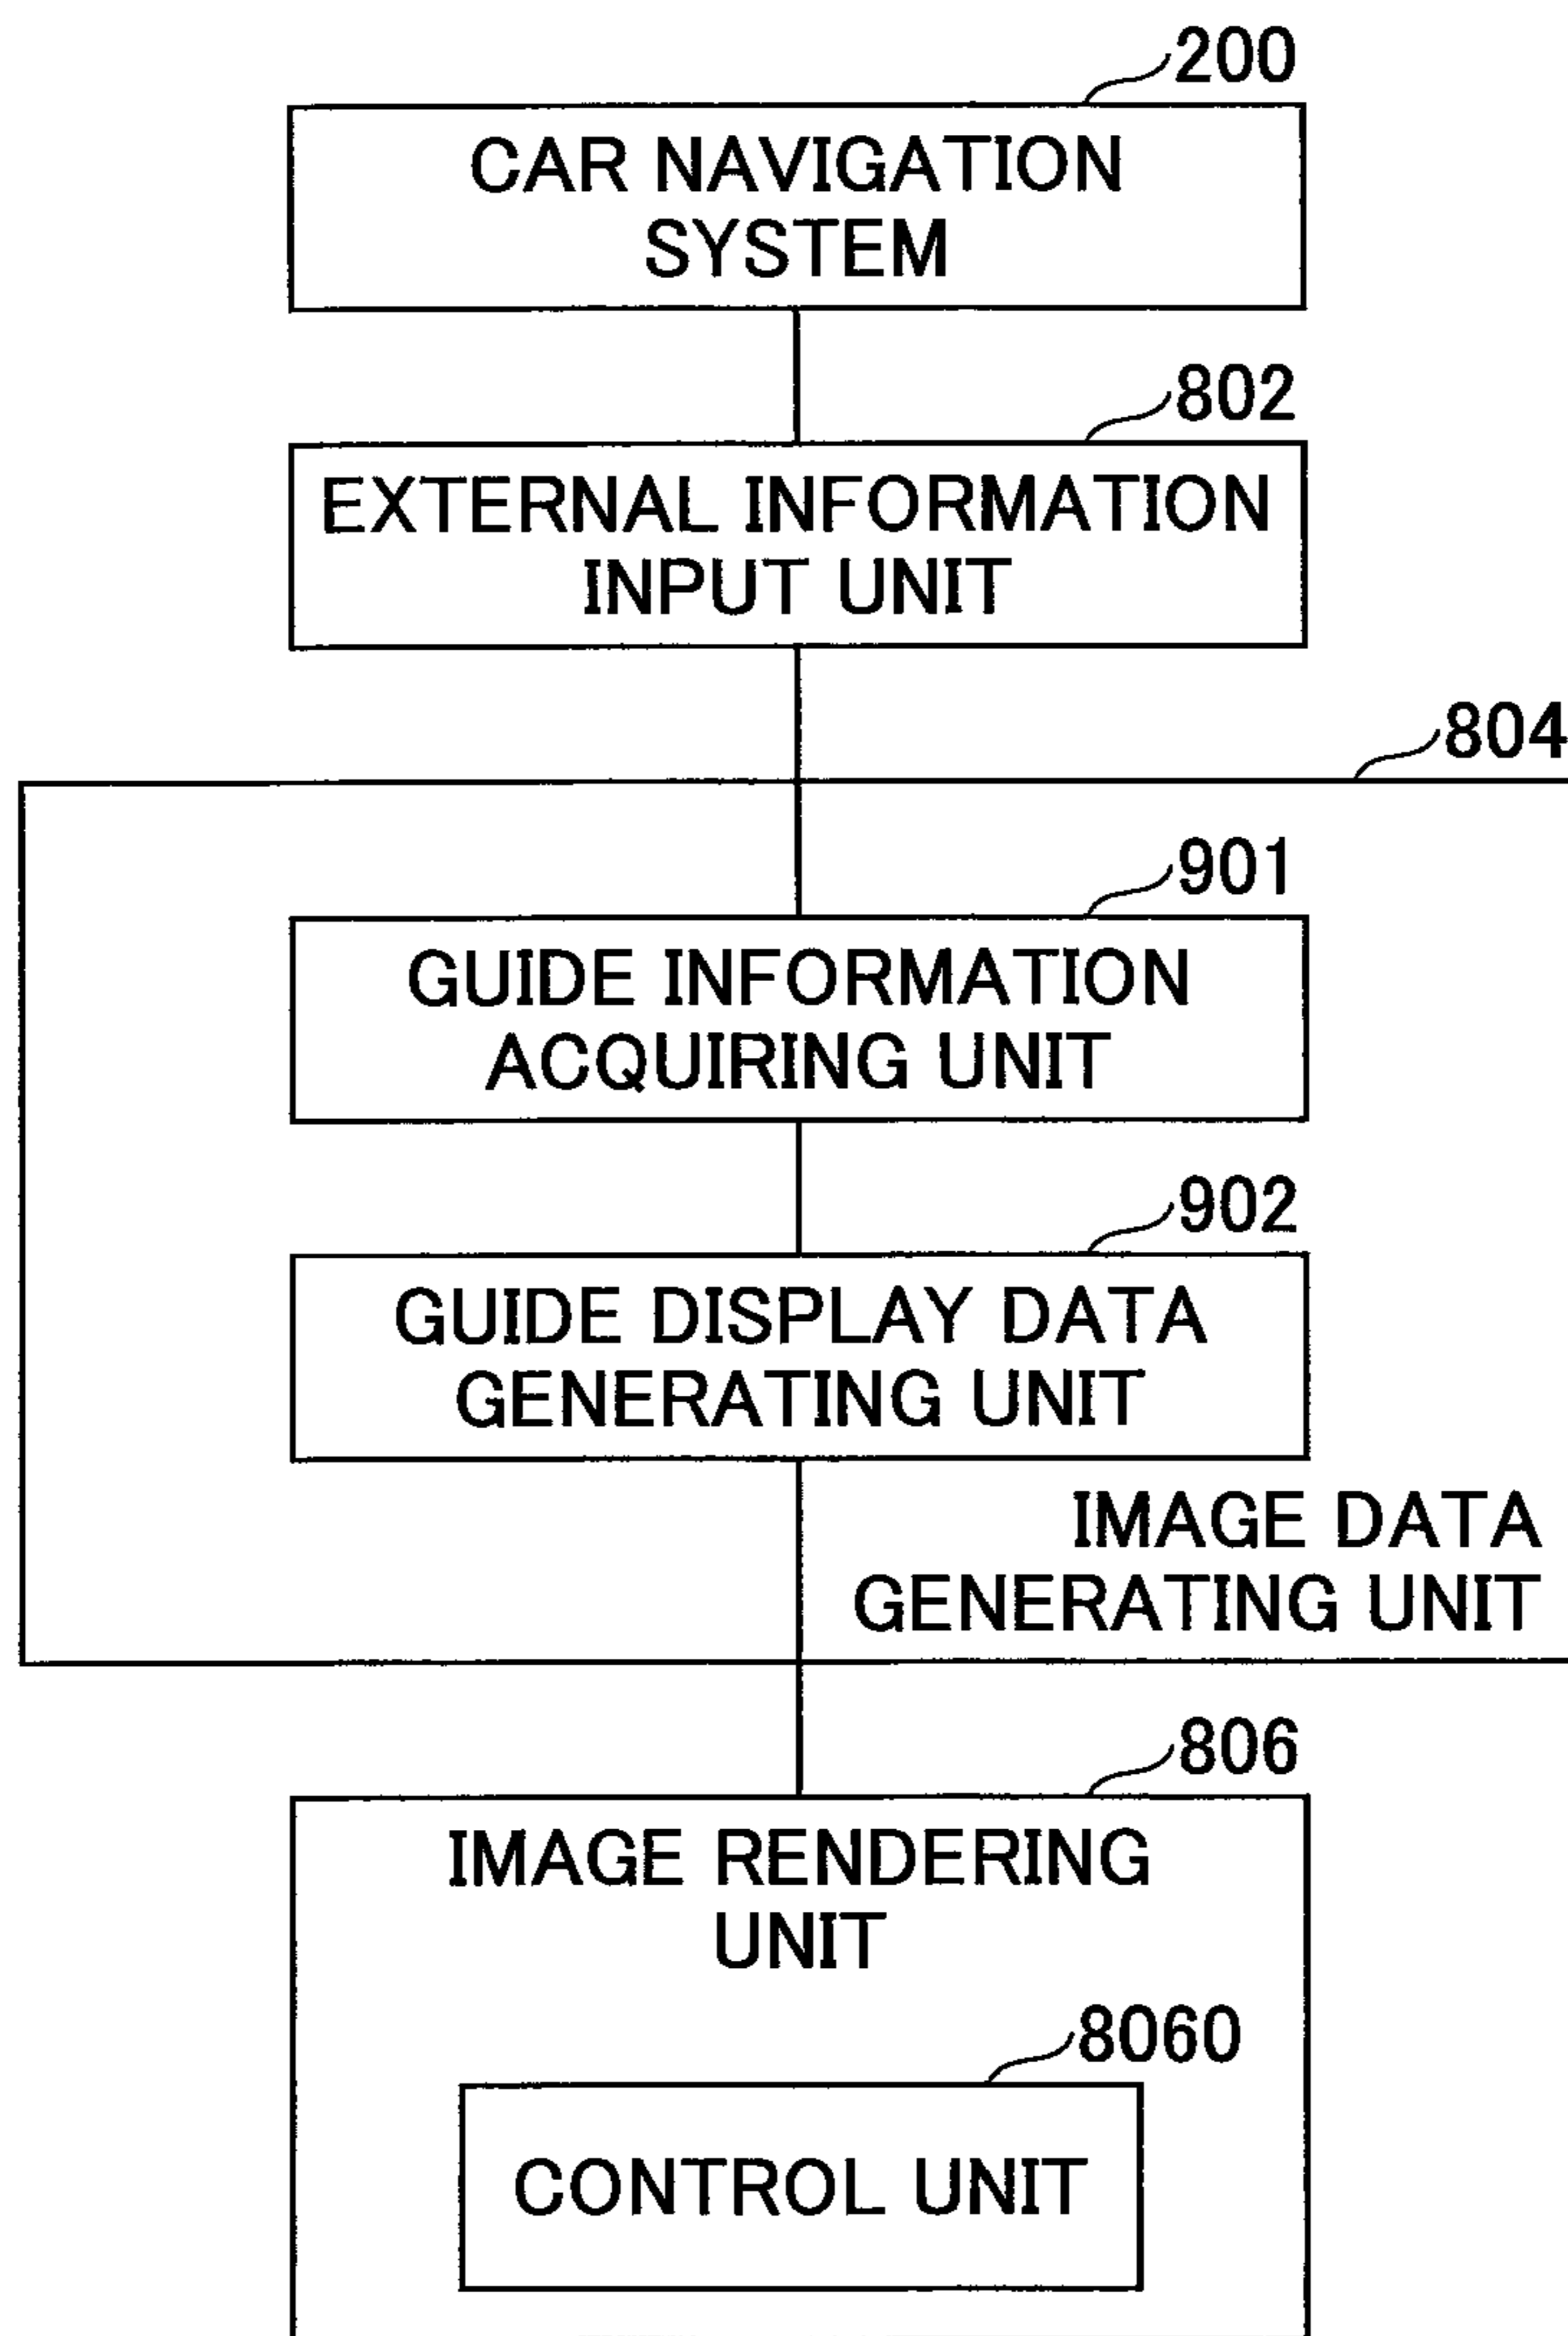 200
CAR NAVIGATION
SYSTEM
802
EXTERNAL INFORMATION
INPUT UNIT
804
901
GUIDE INFORMATION
ACQUIRING UNIT
902
GUIDE DISPLAY DATA
GENERATING UNIT
IMAGE DATA
GENERATING UNIT
806
IMAGE RENDERING
UNIT
8060
CONTROL UNIT